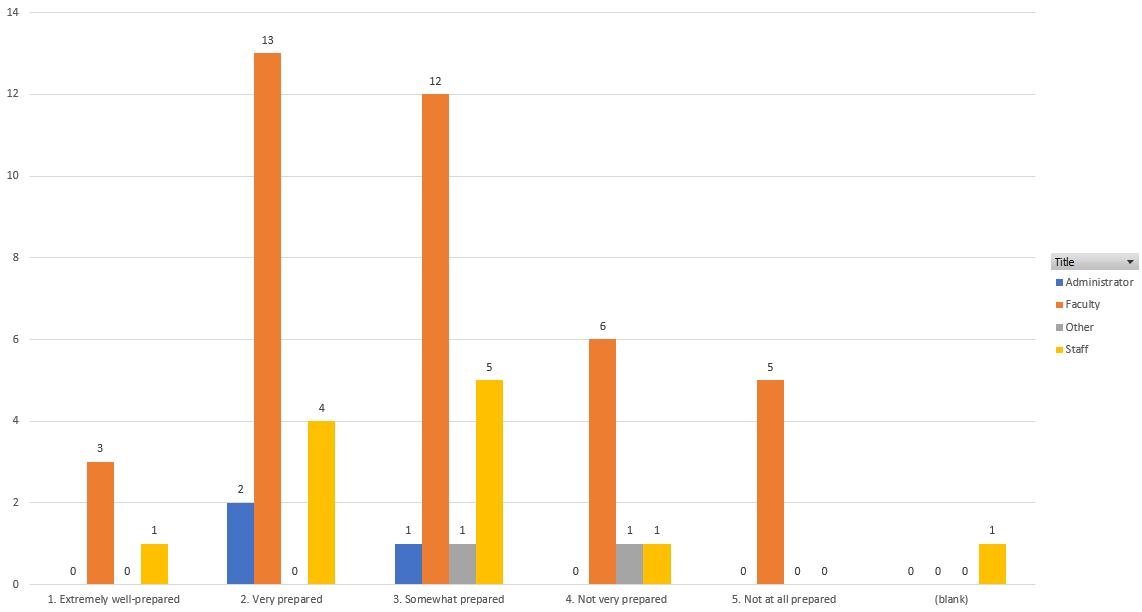 14
12
10
8
6
4
2
0
0 3 0 1
2 13 0 4
1 12 1 5
0 6 1 1
0 5 0 0
0 0 0 1
1. Extremely well-prepared
2. Very prepared
3. Somewhat prepared
4. Not very prepared
5. Not at all prepared
(blank)
Title
Administrator
Faculty
Other
Staff